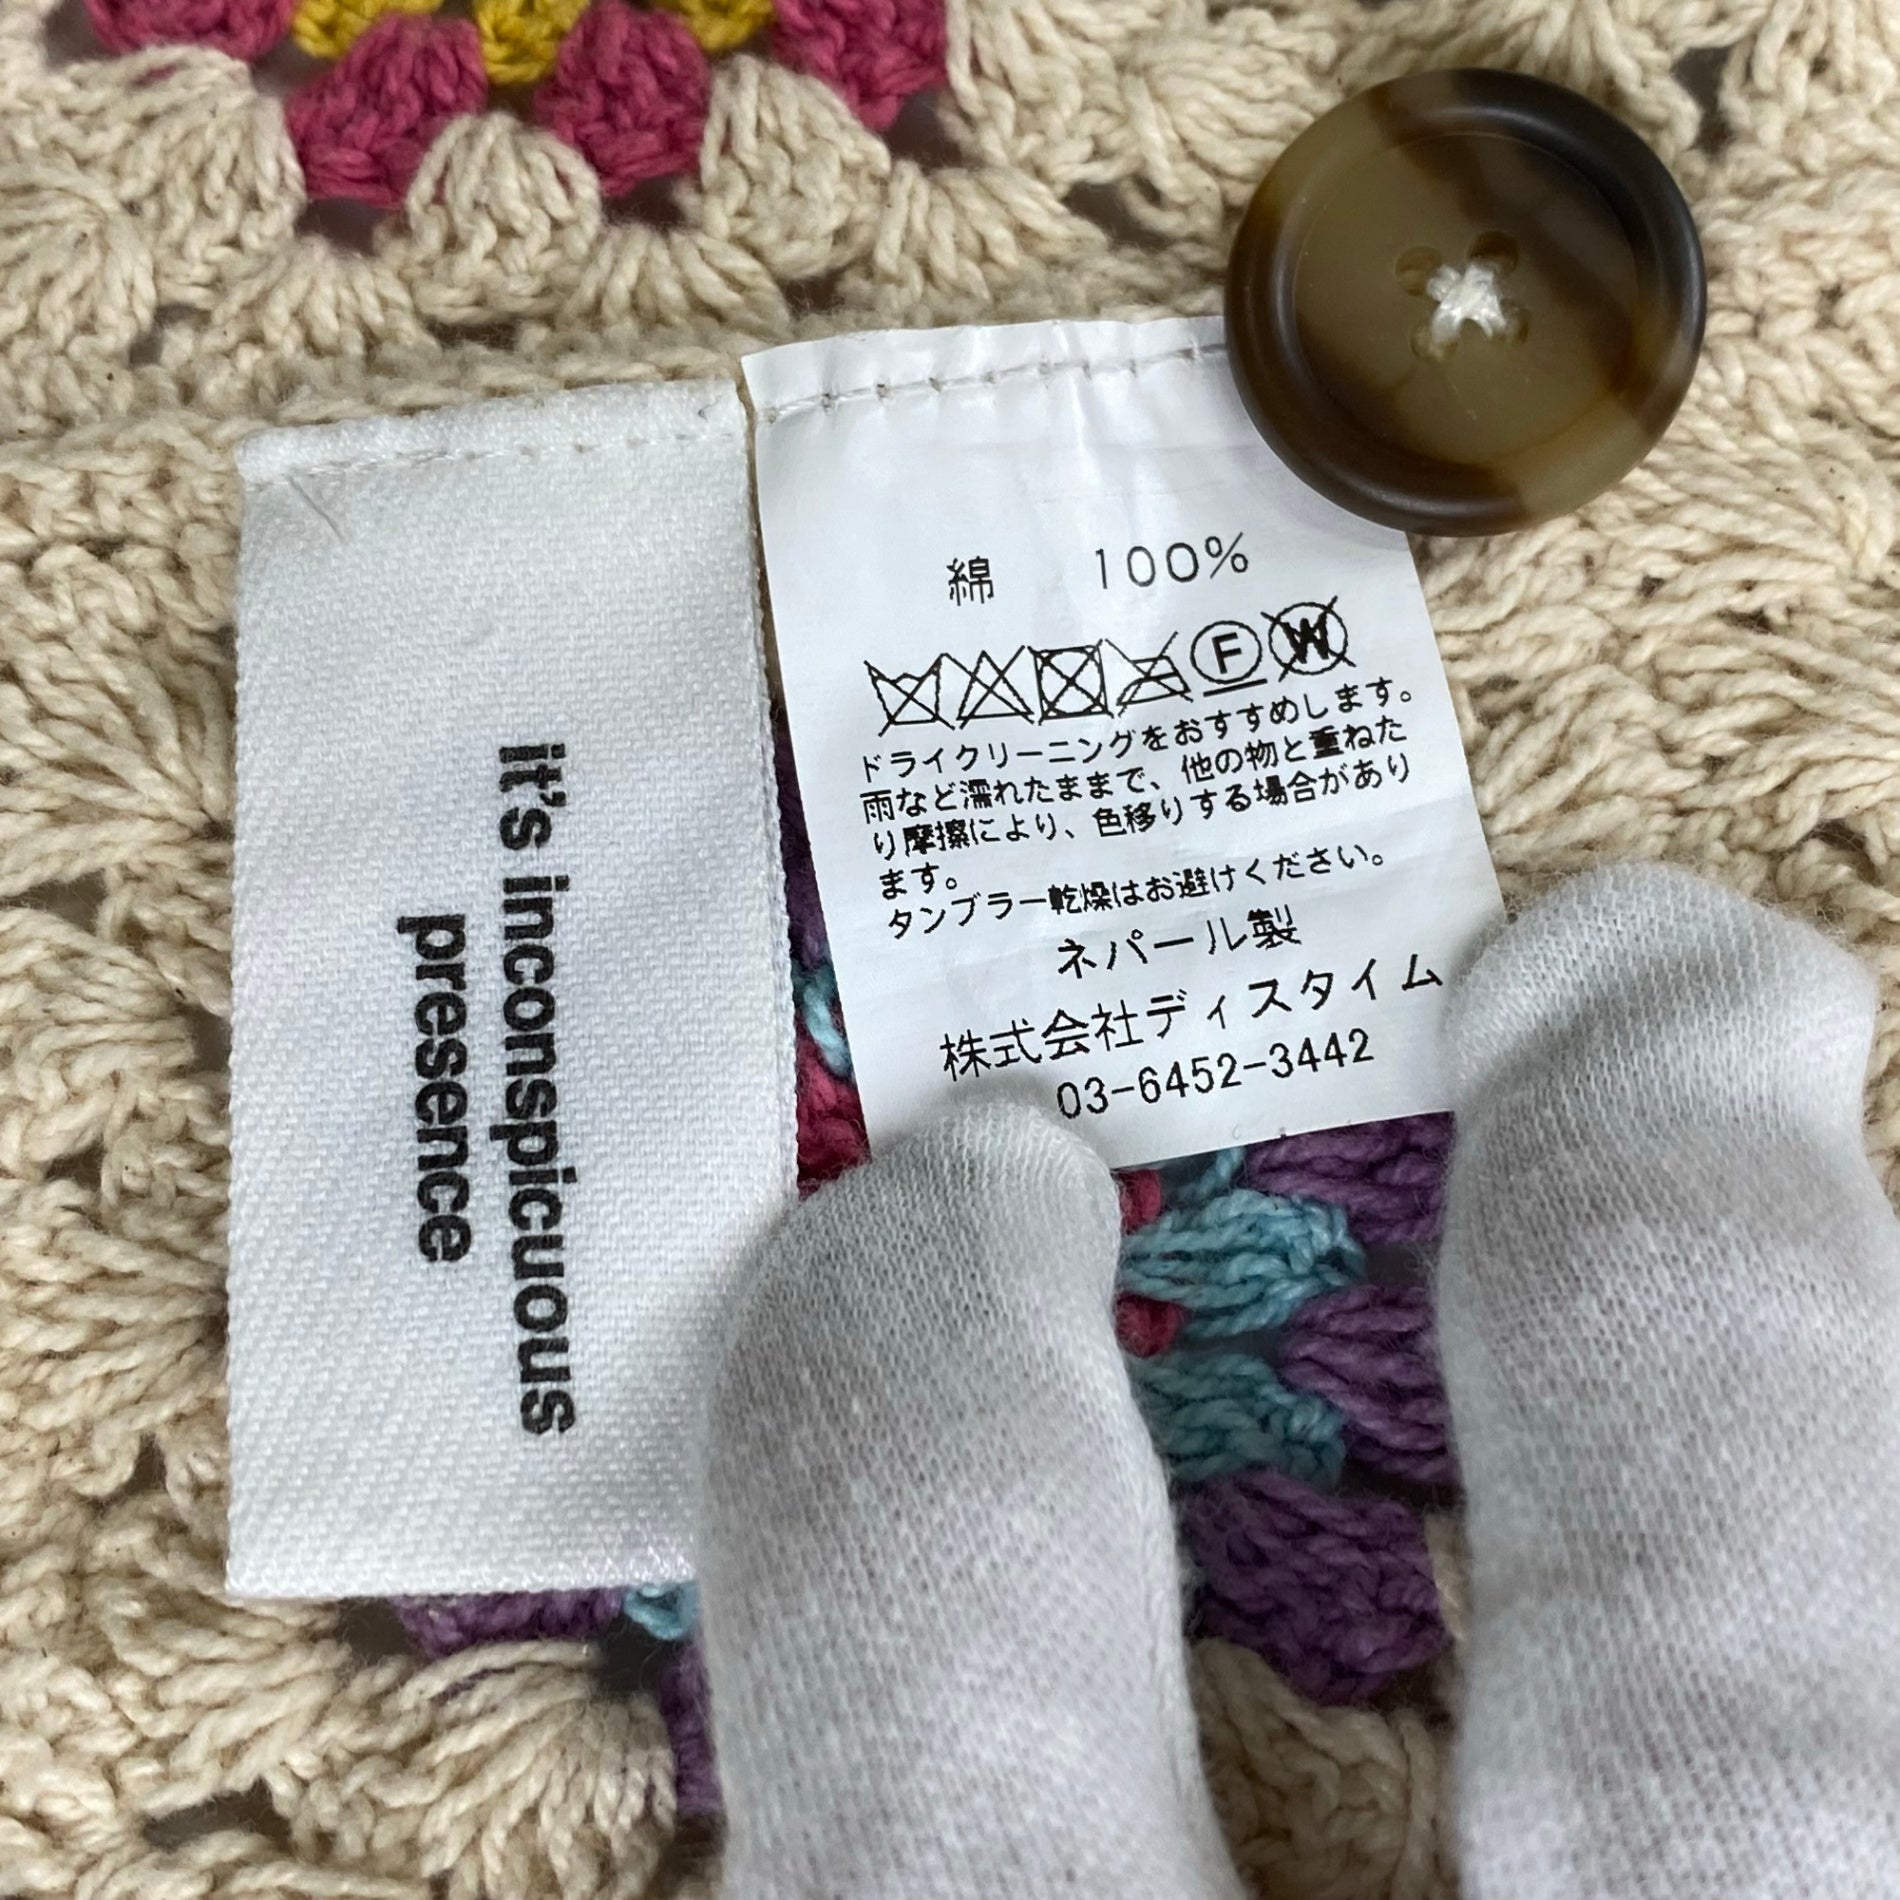 it's inconspicuous
presence
綿 100%
F W
ドライクリーニングをおすすめします。
雨など濡れたままで、他の物と重ねた
り摩擦により、色移りする場合があり
ます。
タンブラー乾燥はお避けください。
ネパール製
株式会社ディスタイム
03-6452-3442